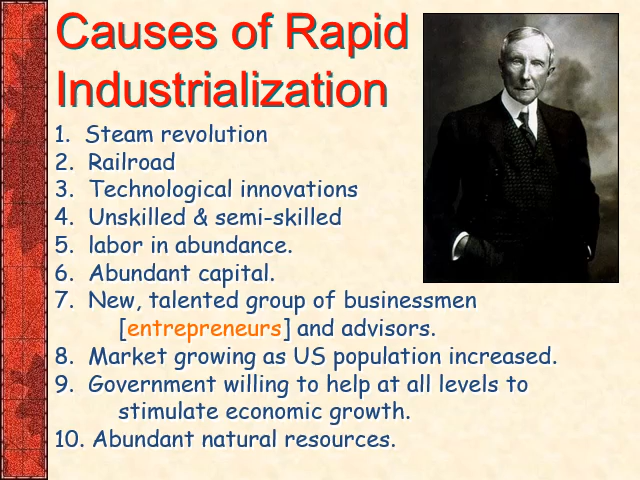 Causes of Rapid
Industrialization
1. Steam revolution
2. Railroad
3. Technological innovations
4. Unskilled & semi-skilled
5. labor in abundance.
6. Abundant capital.
7. New, talented group of businessmen
[entrepreneurs] and advisors.
8. Market growing as US population increased.
9. Government willing to help at all levels to
stimulate economic growth.
10. Abundant natural resources.